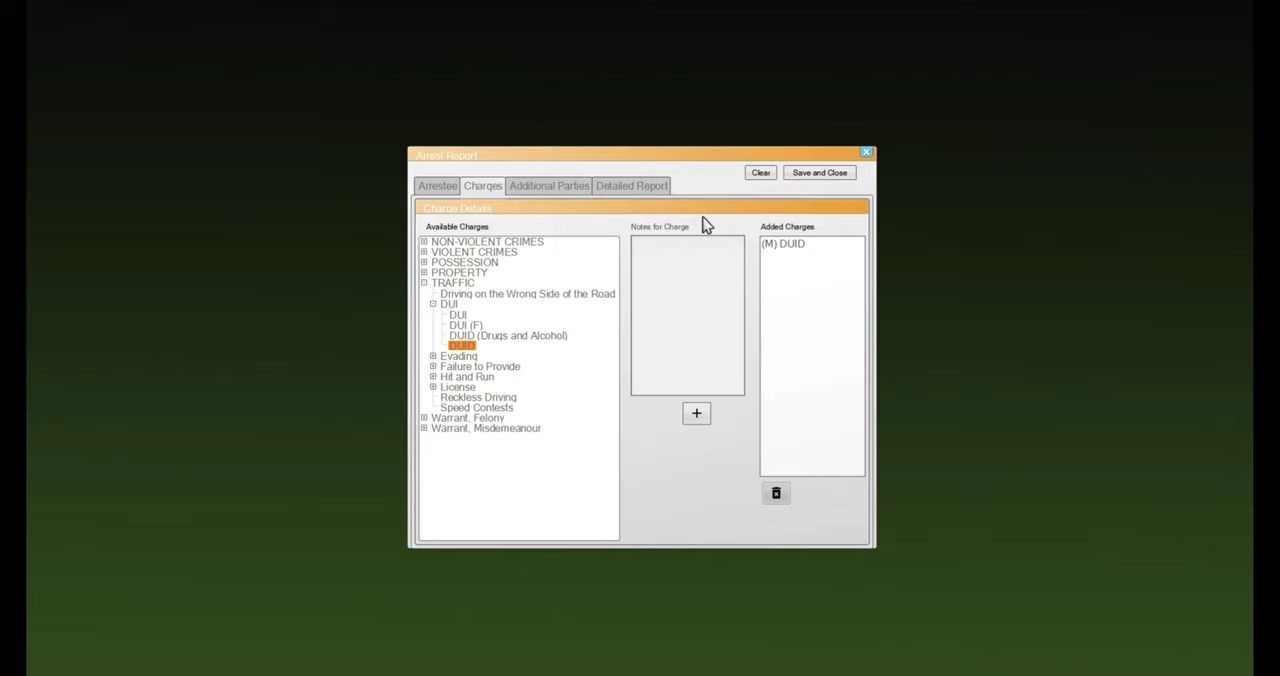 Arrest Report
Clear
Save and Close
Arrestee
Charges
Additional Parties
Detailed Report
Charge Details
Available Charges
NON-VIOLENT CRIMES
VIOLENT CRIMES
POSSESSION
PROPERTY
TRAFFIC
Driving on the Wrong Side of the Road
DUI
DUI
DUI (F)
DUID (Drugs and Alcohol)
DUID
Evading
Failure to Provide
Hit and Run
License
Reckless Driving
Speed Contests
Warrant, Felony
Warrant, Misdemeanour
Notes for Charge
+
Added Charges
(M) DUID